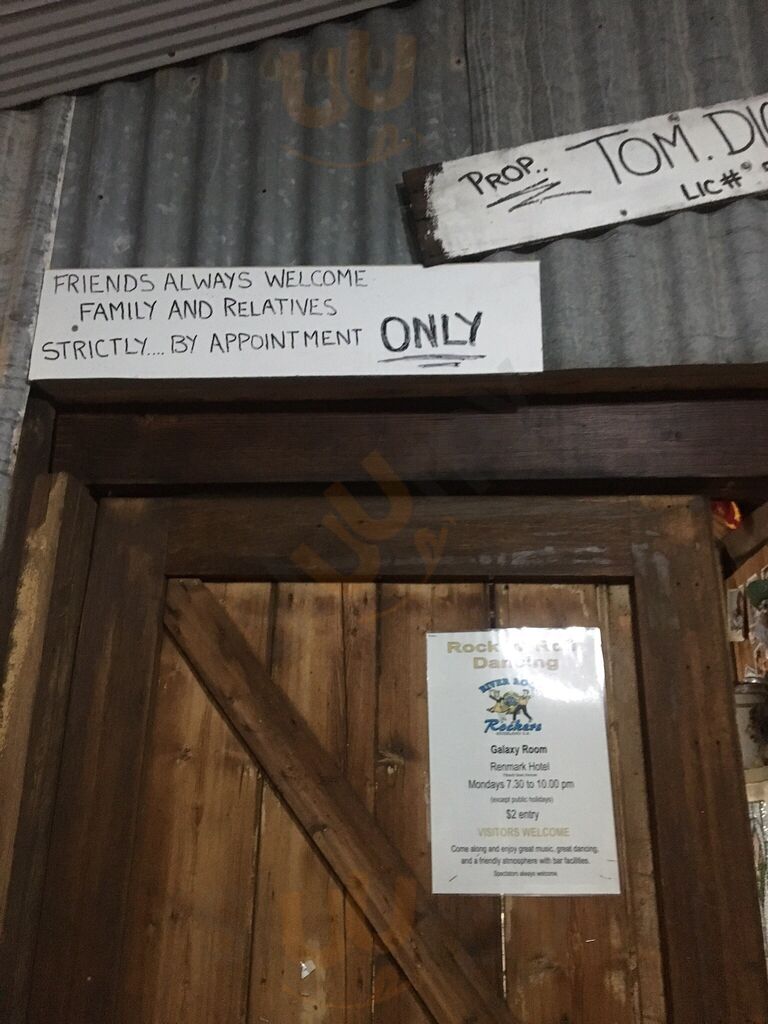 PROP.. TOM. DI
LIC#
FRIENDS ALWAYS WELCOME
FAMILY AND RELATIVES
STRICTLY.... BY APPOINTMENT ONLY
Rock
Dancing
RIVER
Rockers
Galaxy Room
Renmark Hotel
Mondays 7.30 to 10.00 pm
(except public holidays)
$2 entry
VISITORS WELCOME
Come along and enjoy great music, great dancing,
and a friendly atmosphere with bar facilities.
Spectators always welcome